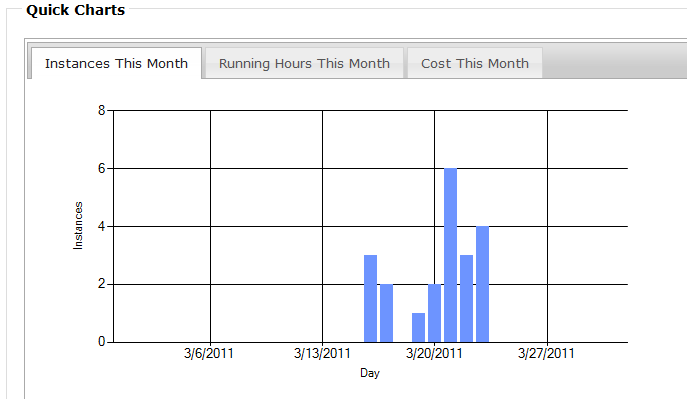 Quick Charts
Instances This Month Running Hours This Month Cost This Month
8
6
4
2
0
Instances
3/6/2011 3/13/2011 3/20/2011 3/27/2011
Day